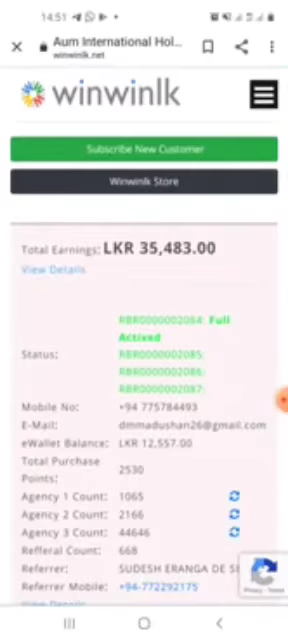 14:51
Aum International Hol...
winwinlk.net
winwinlk
Subscribe New Customer
Winwinlk Store
Total Earnings: LKR 35,483.00
View Details
Status: RBR0000002084: Full Actived
RBR0000002085:
RBR0000002086:
RBR0000002087:
Mobile No: +94 775784493
E-Mail: dmmadushan26@gmail.com
eWallet Balance: LKR 12,557.00
Total Purchase Points: 2530
Agency 1 Count: 1065
Agency 2 Count: 2166
Agency 3 Count: 44646
Refferal Count: 668
Referrer: SUDESH ERANGA DE
Referrer Mobile: +94-772292175
View Details
Privacy - Terms